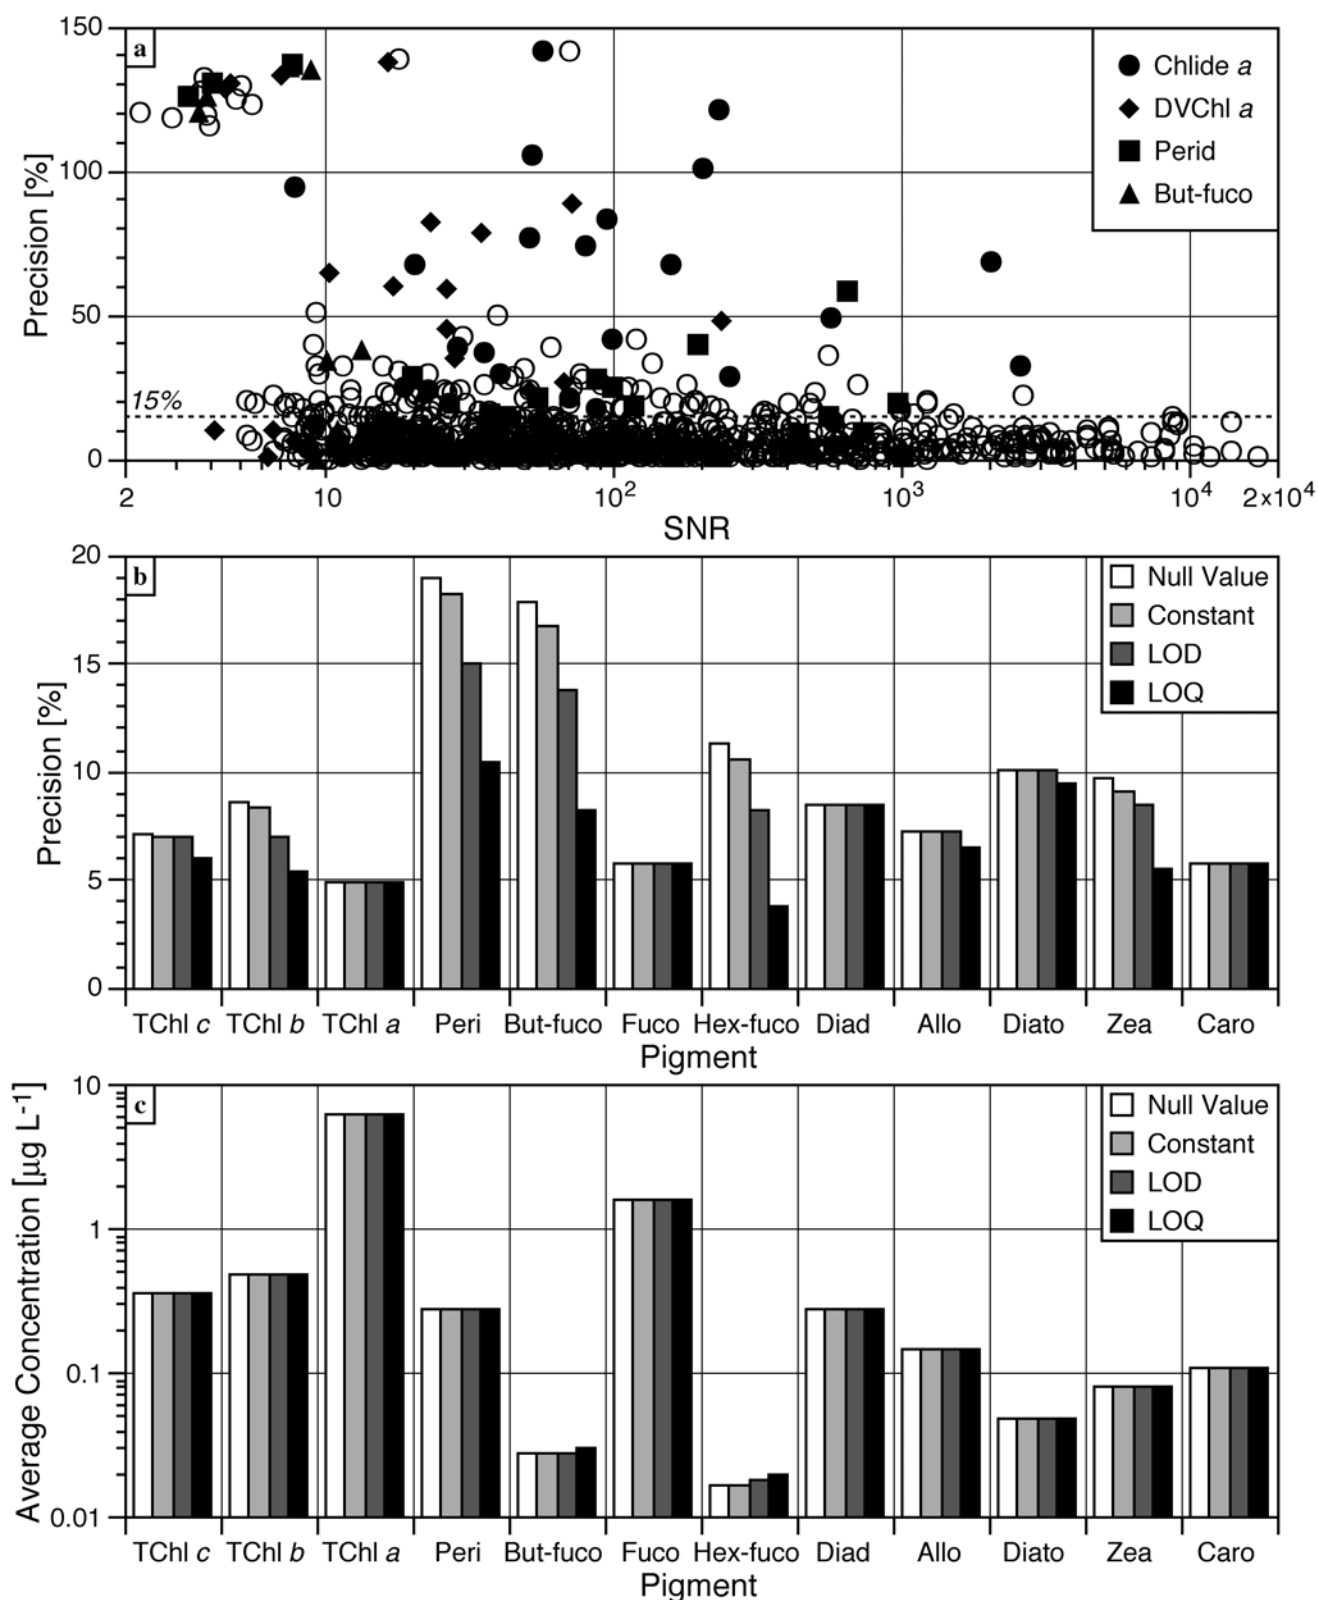 150
a
Chlide a
DVChl a
Perid
But-fuco
100
50
15%
0
Precision [%]
2
10
10²
10³
10⁴
2×10⁴
SNR
20
b
Null Value
Constant
LOD
LOQ
15
10
5
0
Precision [%]
TChl c
TChl b
TChl a
Peri
But-fuco
Fuco
Hex-fuco
Diad
Allo
Diato
Zea
Caro
Pigment
10
c
Null Value
Constant
LOD
LOQ
1
0.1
0.01
Average Concentration [µg L⁻¹]
TChl c
TChl b
TChl a
Peri
But-fuco
Fuco
Hex-fuco
Diad
Allo
Diato
Zea
Caro
Pigment